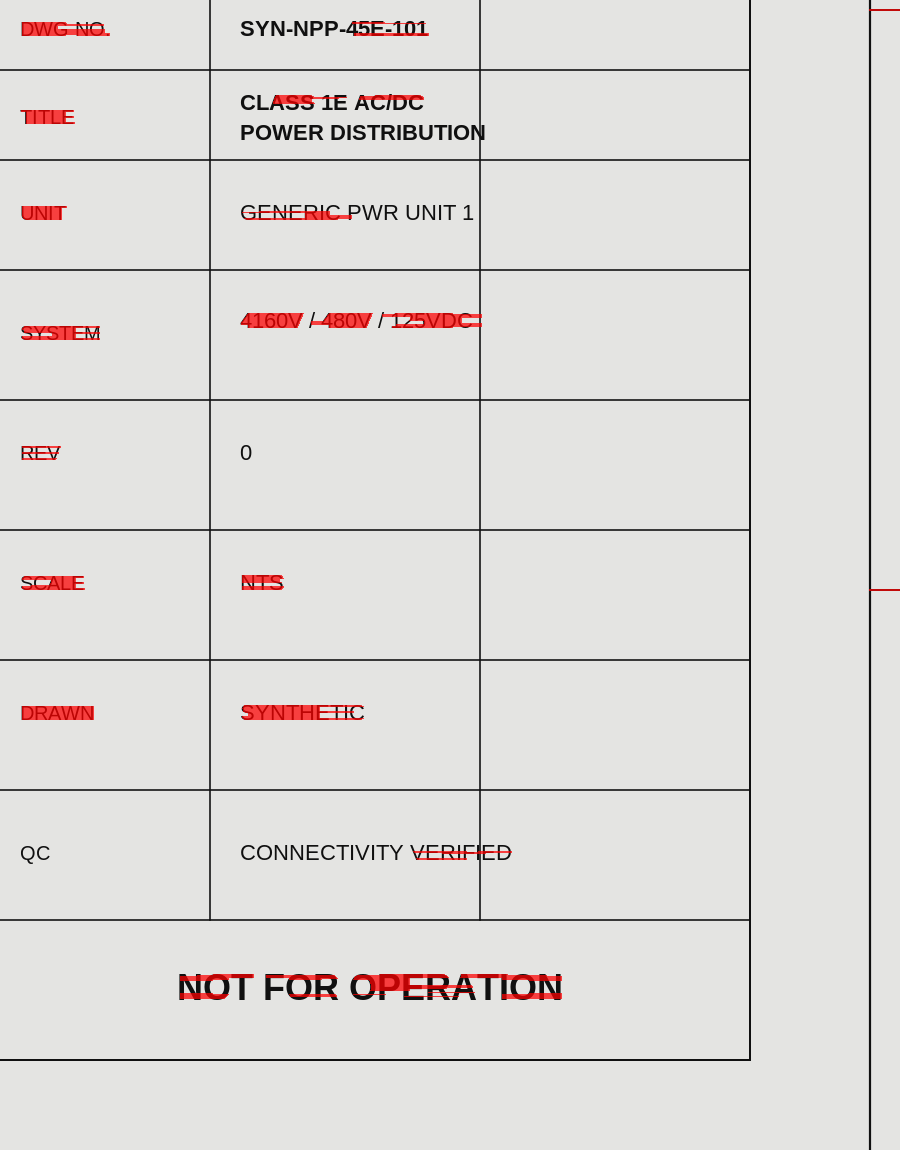 DWG NO. SYN-NPP-45E-101
TITLE CLASS 1E AC/DC
POWER DISTRIBUTION
UNIT GENERIC PWR UNIT 1
SYSTEM 4160V / 480V / 125VDC
REV 0
SCALE NTS
DRAWN SYNTHETIC
QC CONNECTIVITY VERIFIED
NOT FOR OPERATION